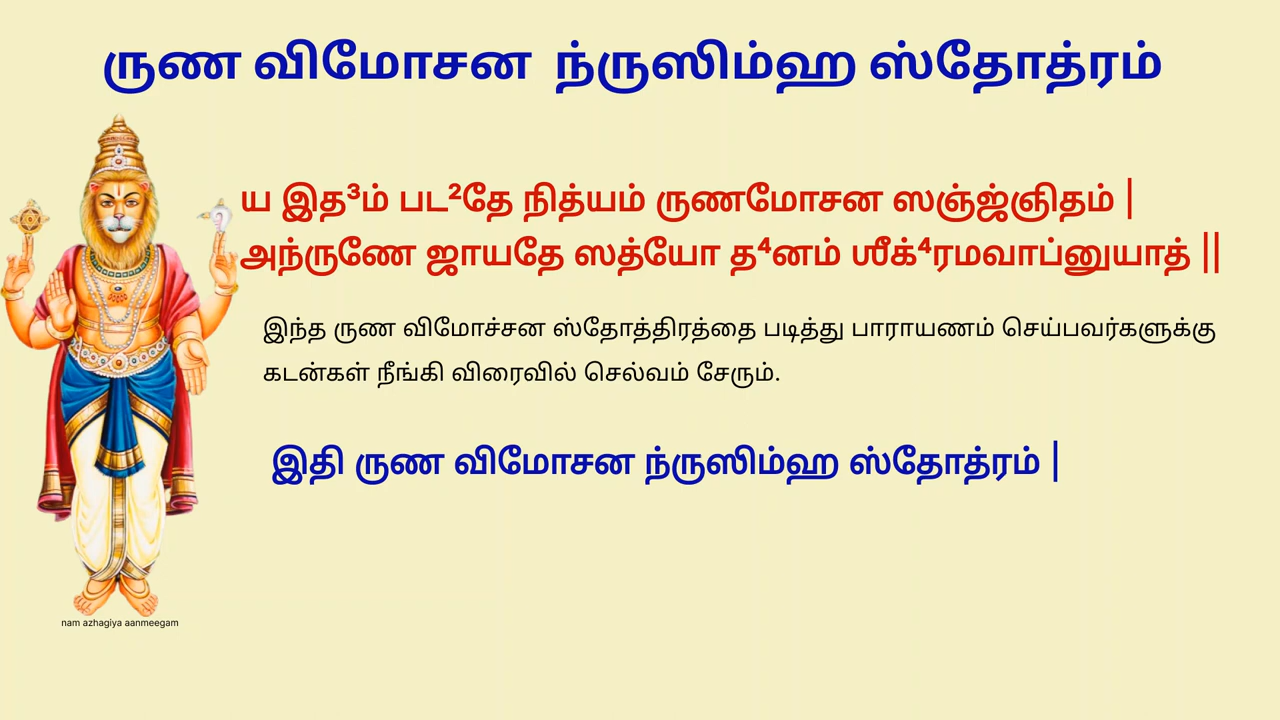 ருண விமோசன ந்ருஸிம்ஹ ஸ்தோத்ரம்
ய இத³ம் பட²தே நித்யம் ருணமோசன ஸஞ்ஜ்ஞிதம் |
அந்ருணே ஜாயதே ஸத்யோ த⁴னம் ஶீக்⁴ரமவாப்னுயாத் ||
இந்த ருண விமோச்சன ஸ்தோத்திரத்தை படித்து பாராயணம் செய்பவர்களுக்கு
கடன்கள் நீங்கி விரைவில் செல்வம் சேரும்.
இதி ருண விமோசன ந்ருஸிம்ஹ ஸ்தோத்ரம் |
nam azhagiya aanmeegam